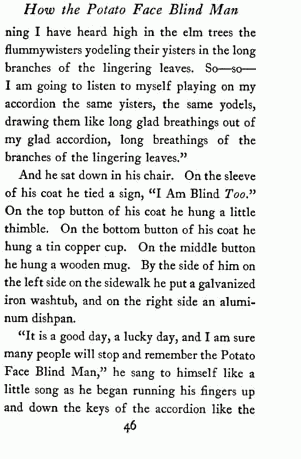 How the Potato Face Blind Man
ning I have heard high in the elm trees the
flummywisters yodeling their yisters in the long
branches of the lingering leaves. So—so—
I am going to listen to myself playing on my
accordion the same yisters, the same yodels,
drawing them like long glad breathings out of
my glad accordion, long breathings of the
branches of the lingering leaves."
And he sat down in his chair. On the sleeve
of his coat he tied a sign, "I Am Blind Too."
On the top button of his coat he hung a little
thimble. On the bottom button of his coat he
hung a tin copper cup. On the middle button
he hung a wooden mug. By the side of him on
the left side on the sidewalk he put a galvanized
iron washtub, and on the right side an alumi-
num dishpan.
"It is a good day, a lucky day, and I am sure
many people will stop and remember the Potato
Face Blind Man," he sang to himself like a
little song as he began running his fingers up
and down the keys of the accordion like the
46